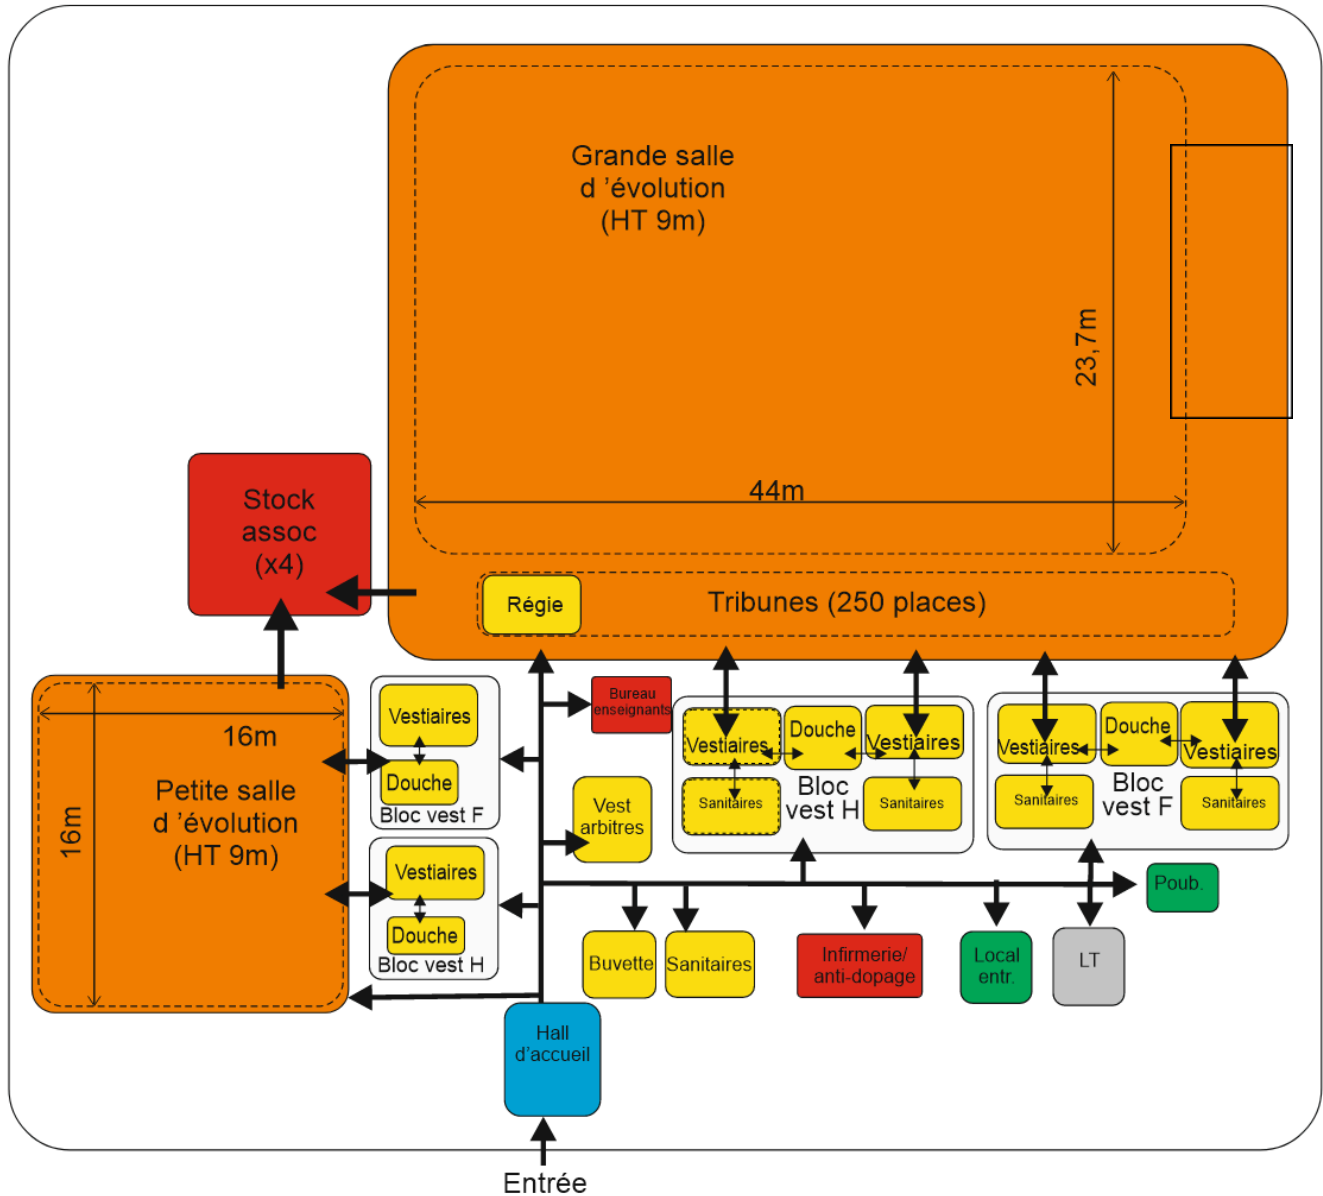 Grande salle
d ’évolution
(HT 9m)
23,7m
44m
Stock
assoc
(x4)
Régie
Tribunes (250 places)
16m
16m
Petite salle
d ’évolution
(HT 9m)
Vestiaires
Douche
Bloc vest F
Vestiaires
Douche
Bloc vest H
Bureau
enseignants
Vest
arbitres
Vestiaires
Douche
Vestiaires
Sanitaires
Bloc
vest H
Sanitaires
Vestiaires
Douche
Vestiaires
Sanitaires
Bloc
vest F
Sanitaires
Poub.
Buvette
Sanitaires
Infirmerie/
anti-dopage
Local
entr.
LT
Hall
d’accueil
Entrée